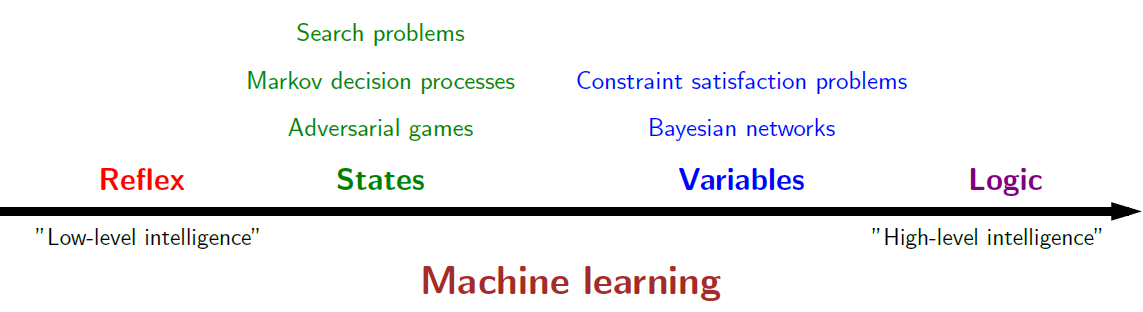 Search problems
Markov decision processes Constraint satisfaction problems
Adversarial games Bayesian networks
Reflex States Variables Logic
"Low-level intelligence" "High-level intelligence"
Machine learning